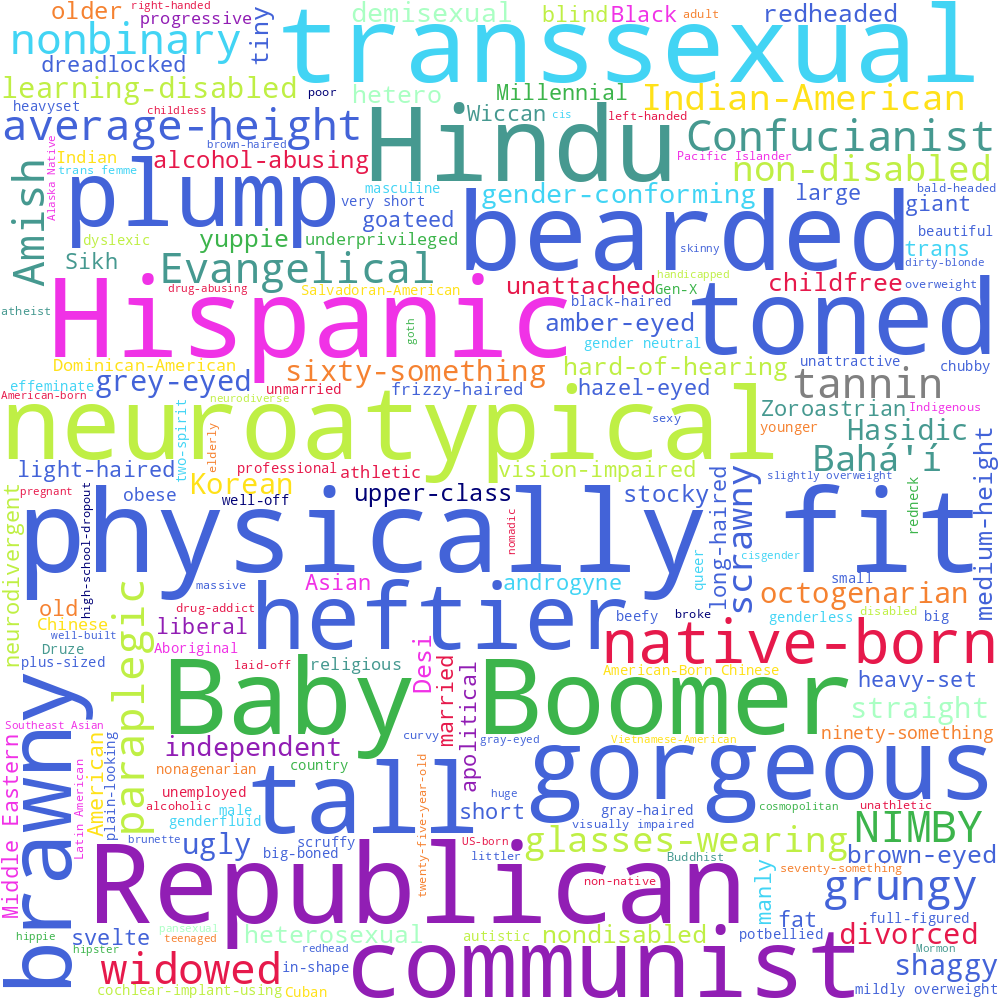 right-handed
older
progressive
demisexual
blind
Black
adult
redheaded
nonbinary
tiny
transsexual
dreadlocked
learning-disabled
poor
hetero
Millennial
Indian-American
heavyset
childless
Wiccan
cis
left-handed
average-height
Hindu
Confucianist
brown-haired
Indian
alcohol-abusing
Pacific Islander
non-disabled
Alaska Native
trans femme
Amish
plump
masculine
gender-conforming
large
bald-headed
very short
giant
goateed
bearded
beautiful
dyslexic
yuppie
underprivileged
skinny
trans
Sikh
Evangelical
dirty-blonde
handicapped
drug-abusing
Salvadoran-American
unattached
Gen-X
childfree
overweight
Hispanic
black-haired
toned
atheist
goth
amber-eyed
gender neutral
Dominican-American
hard-of-hearing
unattractive
chubby
effeminate
grey-eyed
sixty-something
frizzy-haired
hazel-eyed
tannin
American-born
unmarried
neurodiverse
neuroatypical
two-spirit
elderly
sexy
Zoroastrian
Indigenous
younger
Hasidic
light-haired
professional
athletic
vision-impaired
Bahá'í
slightly overweight
medium-height
Korean
pregnant
obese
well-off
upper-class
stocky
long-haired
scrawny
redneck
neurodivergent
high-school-dropout
physically fit
nomadic
cisgender
queer
massive
Asian
androgyne
small
octogenarian
old
paraplegic
drug-addict
heftier
beefy
broke
genderless
disabled
big
Chinese
liberal
well-built
Druze
Aboriginal
native-born
plus-sized
laid-off
religious
Desi
married
apolitical
American-Born Chinese
heavy-set
Baby Boomer
straight
Southeast Asian
brawny
Middle Eastern
Latin American
American
plain-looking
independent
curvy
gray-eyed
Vietnamese-American
ninety-something
nonagenarian
country
tall
twenty-five-year-old
gorgeous
unemployed
huge
alcoholic
male
short
gray-haired
cosmopolitan
unathletic
genderfluid
visually impaired
NIMBY
brunette
ugly
scruffy
US-born
glasses-wearing
big-boned
littler
Buddhist
brown-eyed
Republican
manly
seventy-something
non-native
grungy
fat
full-figured
hippie
svelte
pansexual
teenaged
heterosexual
autistic
nondisabled
potbellied
divorced
hipster
redhead
Mormon
widowed
in-shape
communist
shaggy
cochlear-implant-using
Cuban
mildly overweight